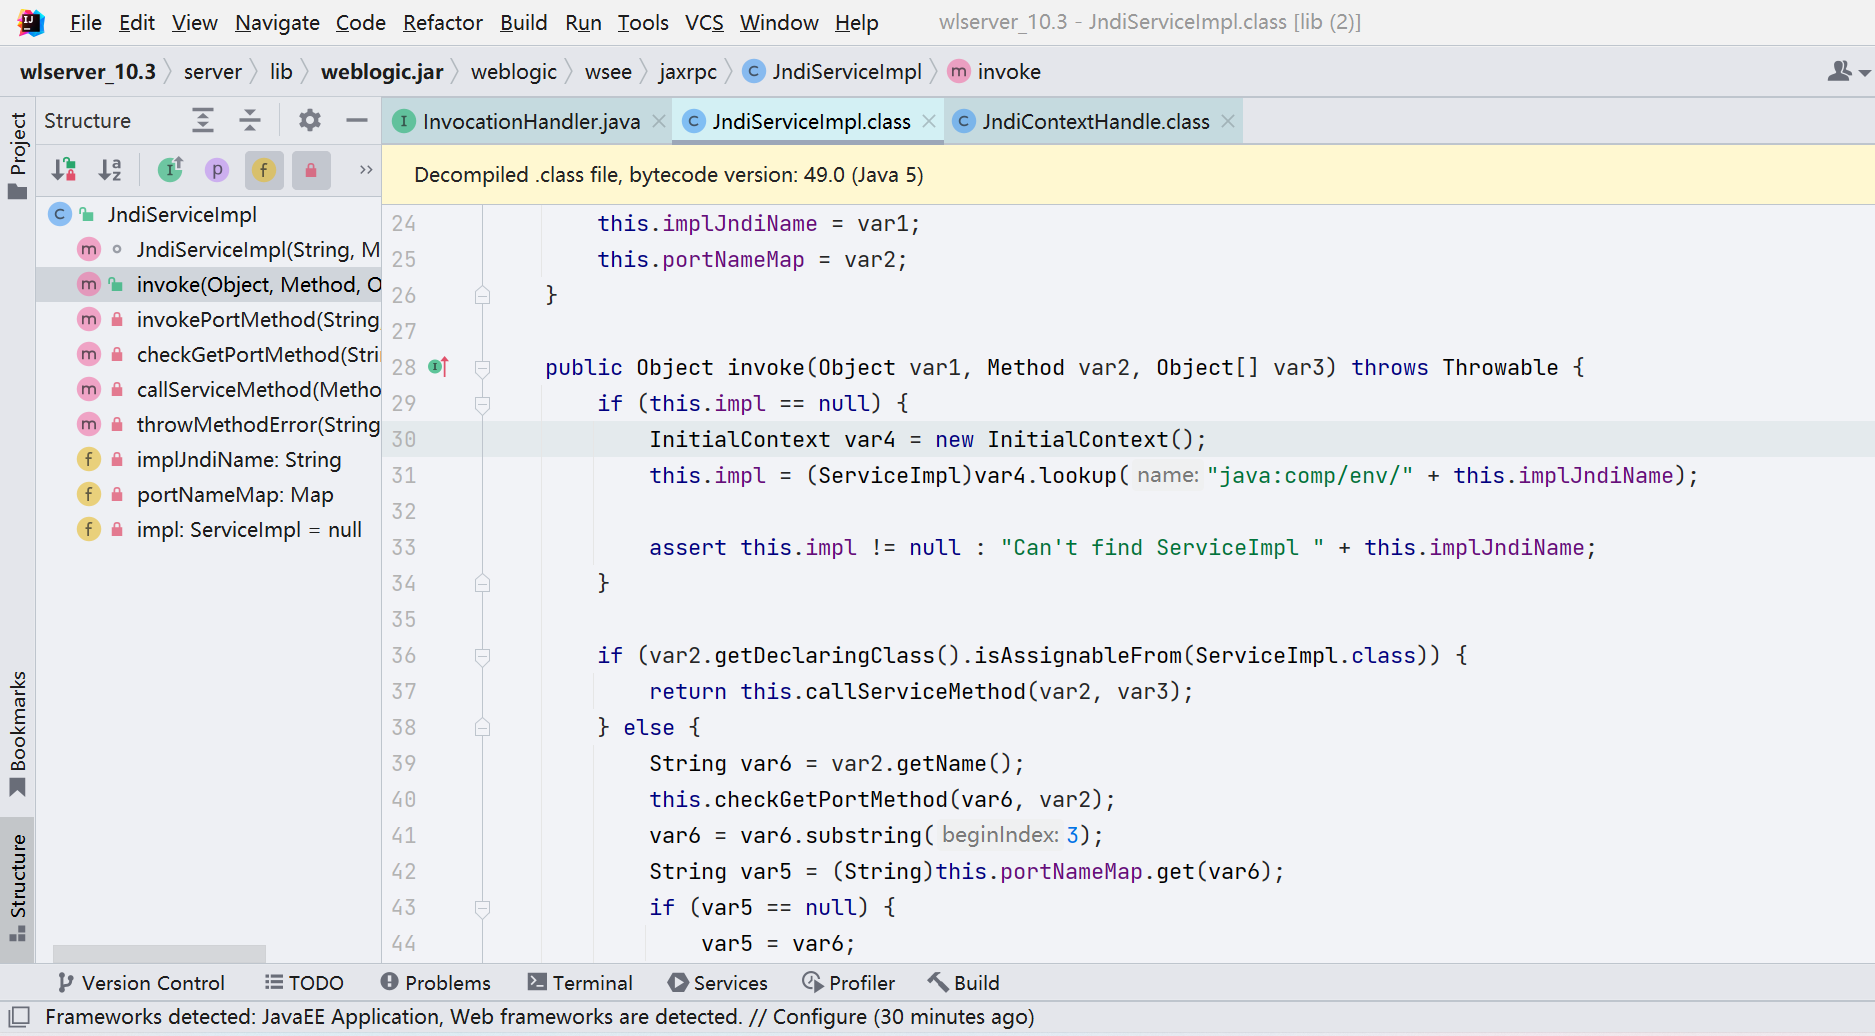 File Edit View Navigate Code Refactor Build Run Tools VCS Window Help wlserver_10.3 - JndiServiceImpl.class [lib (2)]
wlserver_10.3 server lib weblogic.jar weblogic wsee jaxrpc C JndiServiceImpl m invoke
Project
Bookmarks
Structure
Structure
I InvocationHandler.java C JndiServiceImpl.class C JndiContextHandle.class
Decompiled .class file, bytecode version: 49.0 (Java 5)
C JndiServiceImpl
m JndiServiceImpl(String, M
m invoke(Object, Method, O
m invokePortMethod(String,
m checkGetPortMethod(Stri
m callServiceMethod(Metho
m throwMethodError(String
f implJndiName: String
f portNameMap: Map
f impl: ServiceImpl = null
24 this.implJndiName = var1;
25 this.portNameMap = var2;
26 }
27
28 public Object invoke(Object var1, Method var2, Object[] var3) throws Throwable {
29 if (this.impl == null) {
30 InitialContext var4 = new InitialContext();
31 this.impl = (ServiceImpl)var4.lookup( name: "java:comp/env/" + this.implJndiName);
32
33 assert this.impl != null : "Can't find ServiceImpl " + this.implJndiName;
34 }
35
36 if (var2.getDeclaringClass().isAssignableFrom(ServiceImpl.class)) {
37 return this.callServiceMethod(var2, var3);
38 } else {
39 String var6 = var2.getName();
40 this.checkGetPortMethod(var6, var2);
41 var6 = var6.substring( beginIndex: 3);
42 String var5 = (String)this.portNameMap.get(var6);
43 if (var5 == null) {
44 var5 = var6;
Version Control TODO Problems Terminal Services Profiler Build
Frameworks detected: JavaEE Application, Web frameworks are detected. // Configure (30 minutes ago)